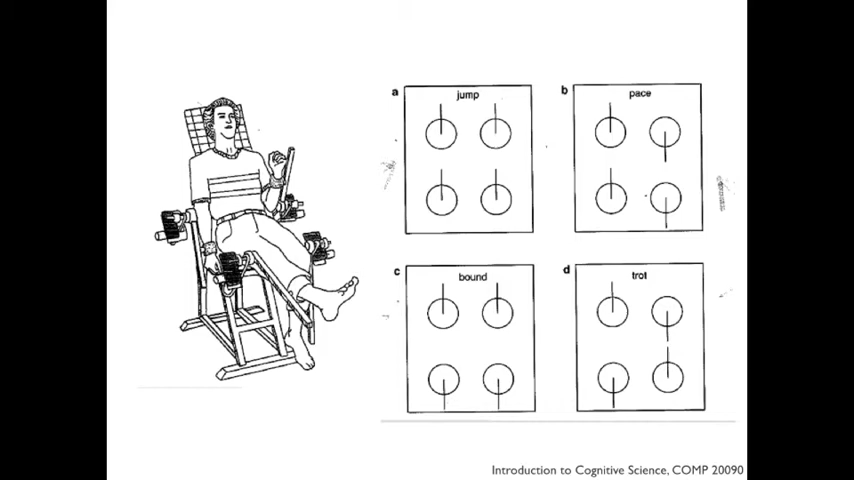 a
jump
b
pace
c
bound
d
trot
Introduction to Cognitive Science, COMP 20090